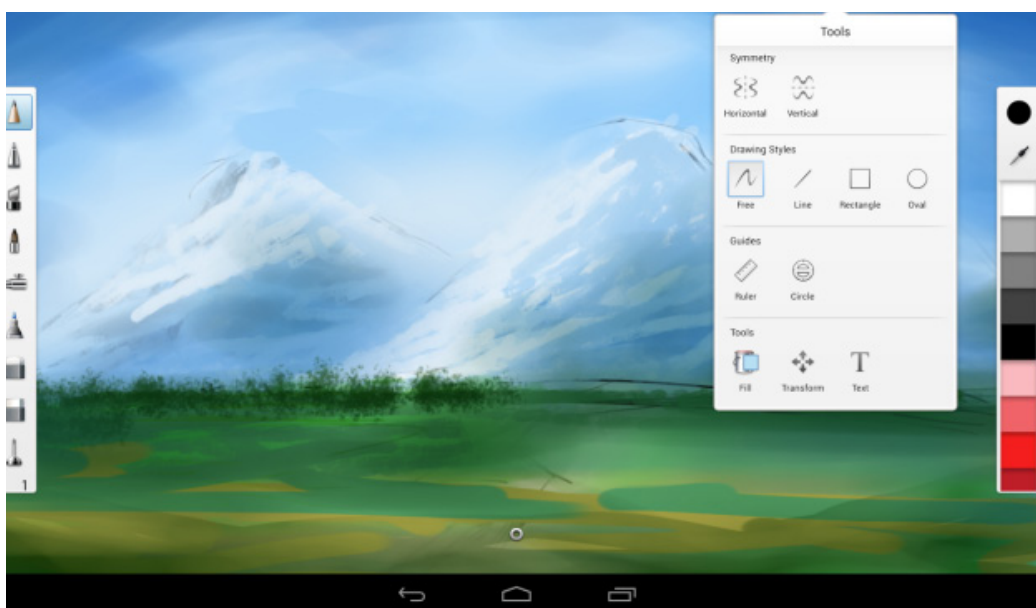 Tools
Symmetry
Horizontal Vertical
Drawing Styles
Free Line Rectangle Oval
Guides
Ruler Circle
Tools
Fill Transform Text
1